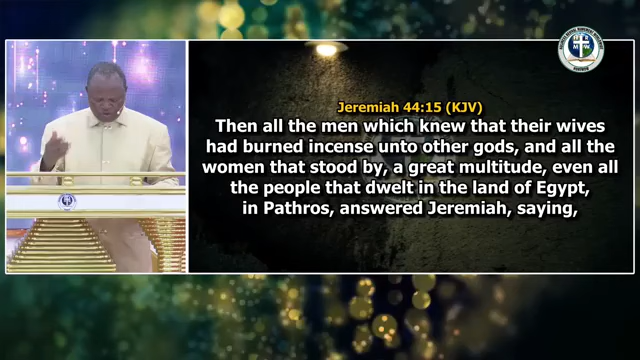 Jeremiah 44:15 (KJV)
Then all the men which knew that their wives
had burned incense unto other gods, and all the
women that stood by, a great multitude, even all
the people that dwelt in the land of Egypt,
in Pathros, answered Jeremiah, saying,